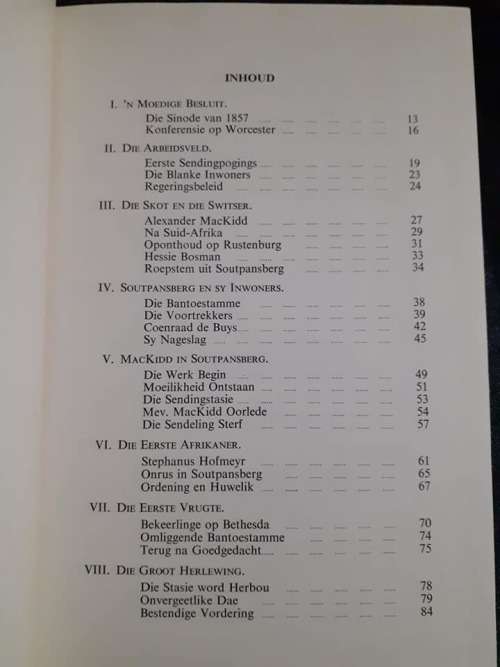 INHOUD
I. 'N MOEDIGE BESLUIT.
Die Sinode van 1857 13
Konferensie op Worcester 16
II. DIE ARBEIDSVELD.
Eerste Sendingpogings 19
Die Blanke Inwoners 23
Regeringsbeleid 24
III. DIE SKOT EN DIE SWITSER.
Alexander MacKidd 27
Na Suid-Afrika 29
Oponthoud op Rustenburg 31
Hessie Bosman 33
Roepstem uit Soutpansberg 34
IV. SOUTPANSBERG EN SY INWONERS.
Die Bantoestamme 38
Die Voortrekkers 39
Coenraad de Buys 42
Sy Nageslag 45
V. MACKIDD IN SOUTPANSBERG.
Die Werk Begin 49
Moeilikheid Ontstaan 51
Die Sendingstasie 53
Mev. MacKidd Oorlede 54
Die Sendeling Sterf 57
VI. DIE EERSTE AFRIKANER.
Stephanus Hofmeyr 61
Onrus in Soutpansberg 65
Ordening en Huwelik 67
VII. DIE EERSTE VRUGTE.
Bekeerlinge op Bethesda 70
Omliggende Bantoestamme 74
Terug na Goedgedacht 75
VIII. DIE GROOT HERLEWING.
Die Stasie word Herbou 78
Onvergeetlike Dae 79
Bestendige Vordering 84